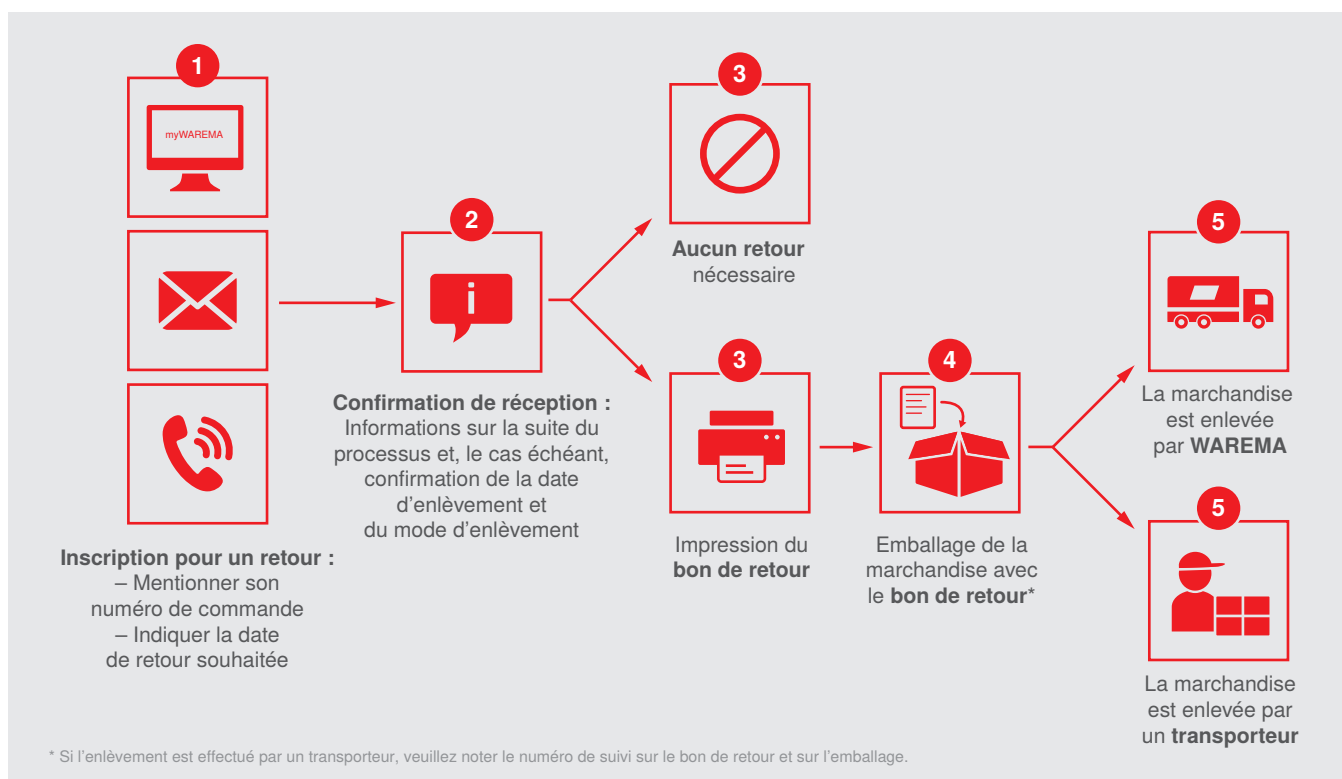 1
myWAREMA
Inscription pour un retour :
– Mentionner son
numéro de commande
– Indiquer la date
de retour souhaitée
2
i
Confirmation de réception :
Informations sur la suite du
processus et, le cas échéant,
confirmation de la date
d'enlèvement et
du mode d'enlèvement
3
Aucun retour
nécessaire
3
Impression du
bon de retour
4
Emballage de la
marchandise avec
le bon de retour*
5
La marchandise
est enlevée
par WAREMA
5
La marchandise
est enlevée par
un transporteur
* Si l'enlèvement est effectué par un transporteur, veuillez noter le numéro de suivi sur le bon de retour et sur l'emballage.